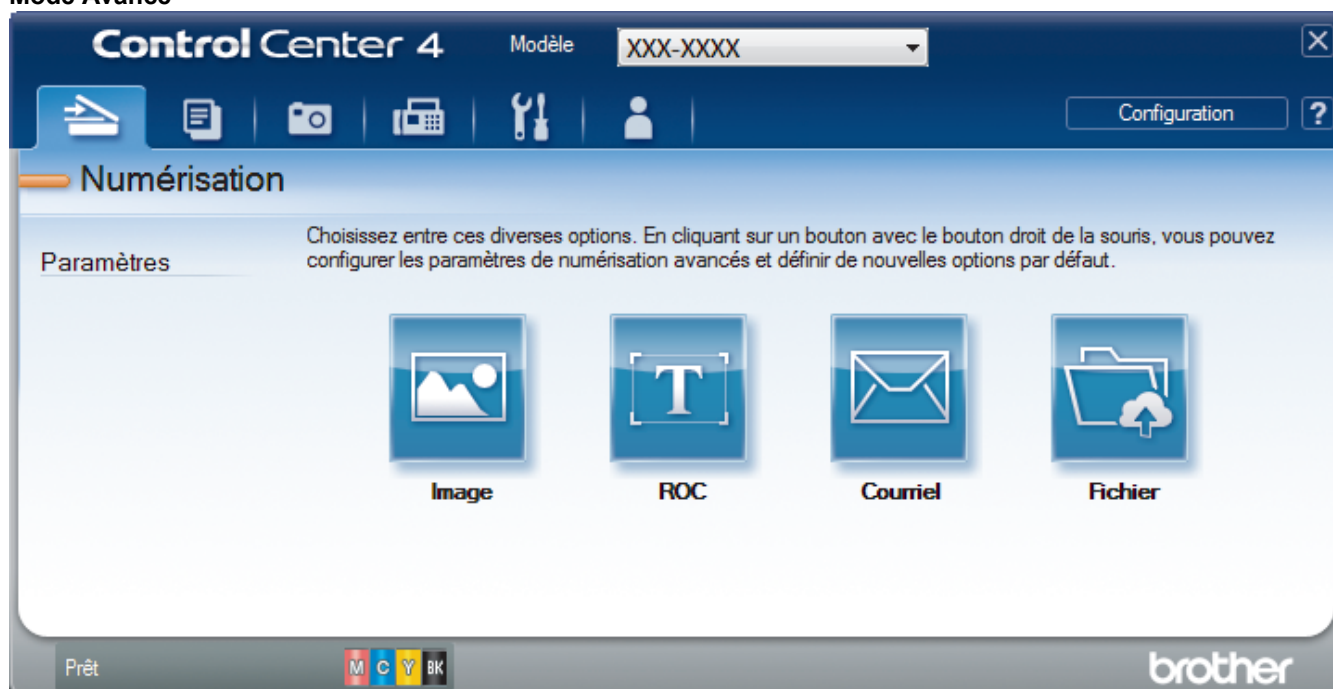 Mode Avancé
Control Center 4 Modèle XXX-XXXX
Configuration ?
Numérisation
Paramètres
Choisissez entre ces diverses options. En cliquant sur un bouton avec le bouton droit de la souris, vous pouvez
configurer les paramètres de numérisation avancés et définir de nouvelles options par défaut.
T
Image ROC Courriel Fichier
Prêt M C Y BK brother